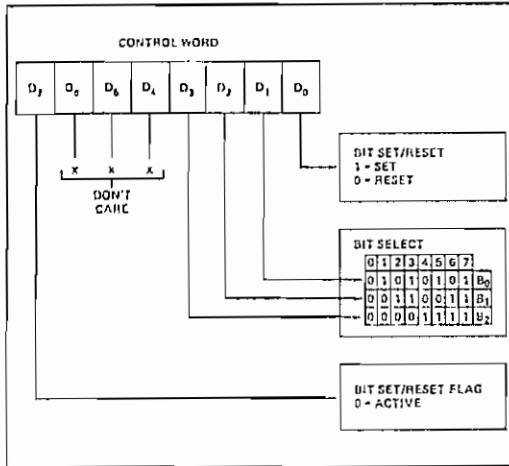 CONTROL WORD
D7 D6 D5 D4 D3 D2 D1 D0
X X X
DON'T
CARE
BIT SET/RESET
1 = SET
0 = RESET
BIT SELECT
0 1 2 3 4 5 6 7
0 1 0 1 0 1 0 1 B0
0 0 1 1 0 0 1 1 B1
0 0 0 0 1 1 1 1 B2
BIT SET/RESET FLAG
0 = ACTIVE